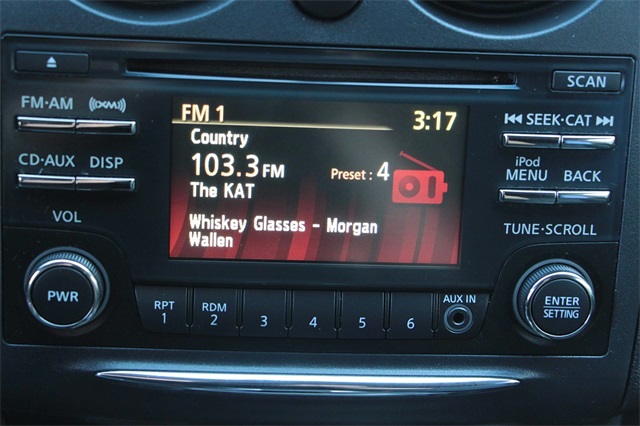 SCAN
FM·AM
(XM)
CD·AUX DISP
VOL
PWR
FM 1 3:17
Country
103.3 FM Preset : 4
The KAT
Whiskey Glasses - Morgan
Wallen
SEEK·CAT
iPod
MENU BACK
TUNE·SCROLL
ENTER
SETTING
RPT
1
RDM
2
3
4
5
6
AUX IN